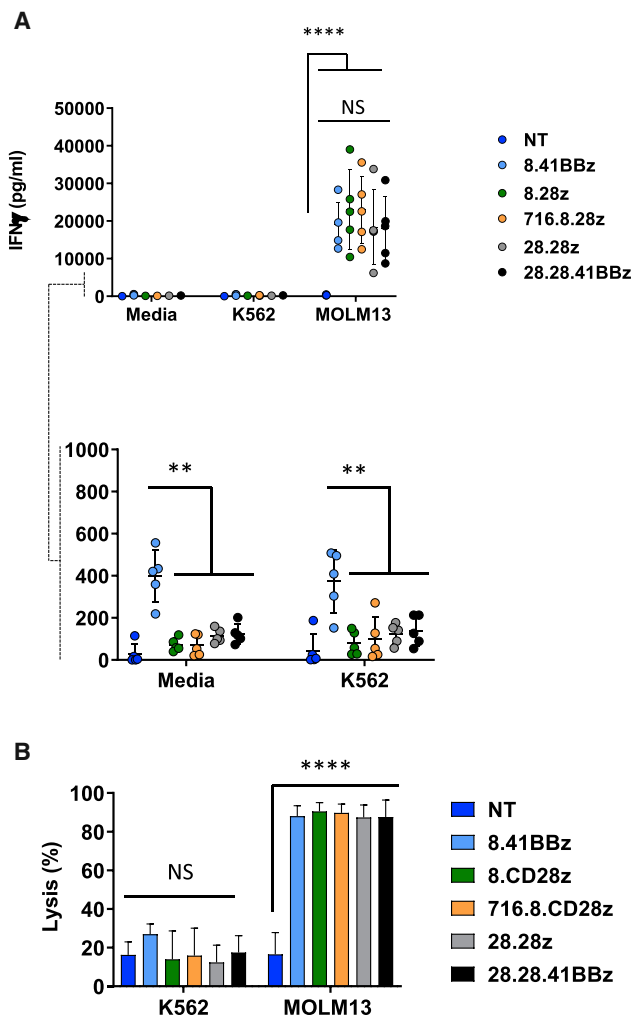 A
****
NS
IFNγ (pg/ml)
50000
40000
30000
20000
10000
0
Media
K562
MOLM13
NT
8.41BBz
8.28z
716.8.28z
28.28z
28.28.41BBz
1000
800
600
400
200
0
**
**
Media
K562
B
****
NS
Lysis (%)
100
80
60
40
20
0
K562
MOLM13
NT
8.41BBz
8.CD28z
716.8.CD28z
28.28z
28.28.41BBz